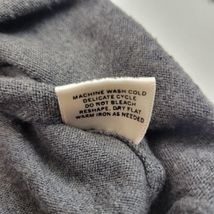 MACHINE WASH COLD
DELICATE CYCLE
DO NOT BLEACH
RESHAPE, DRY FLAT
WARM IRON AS NEEDED